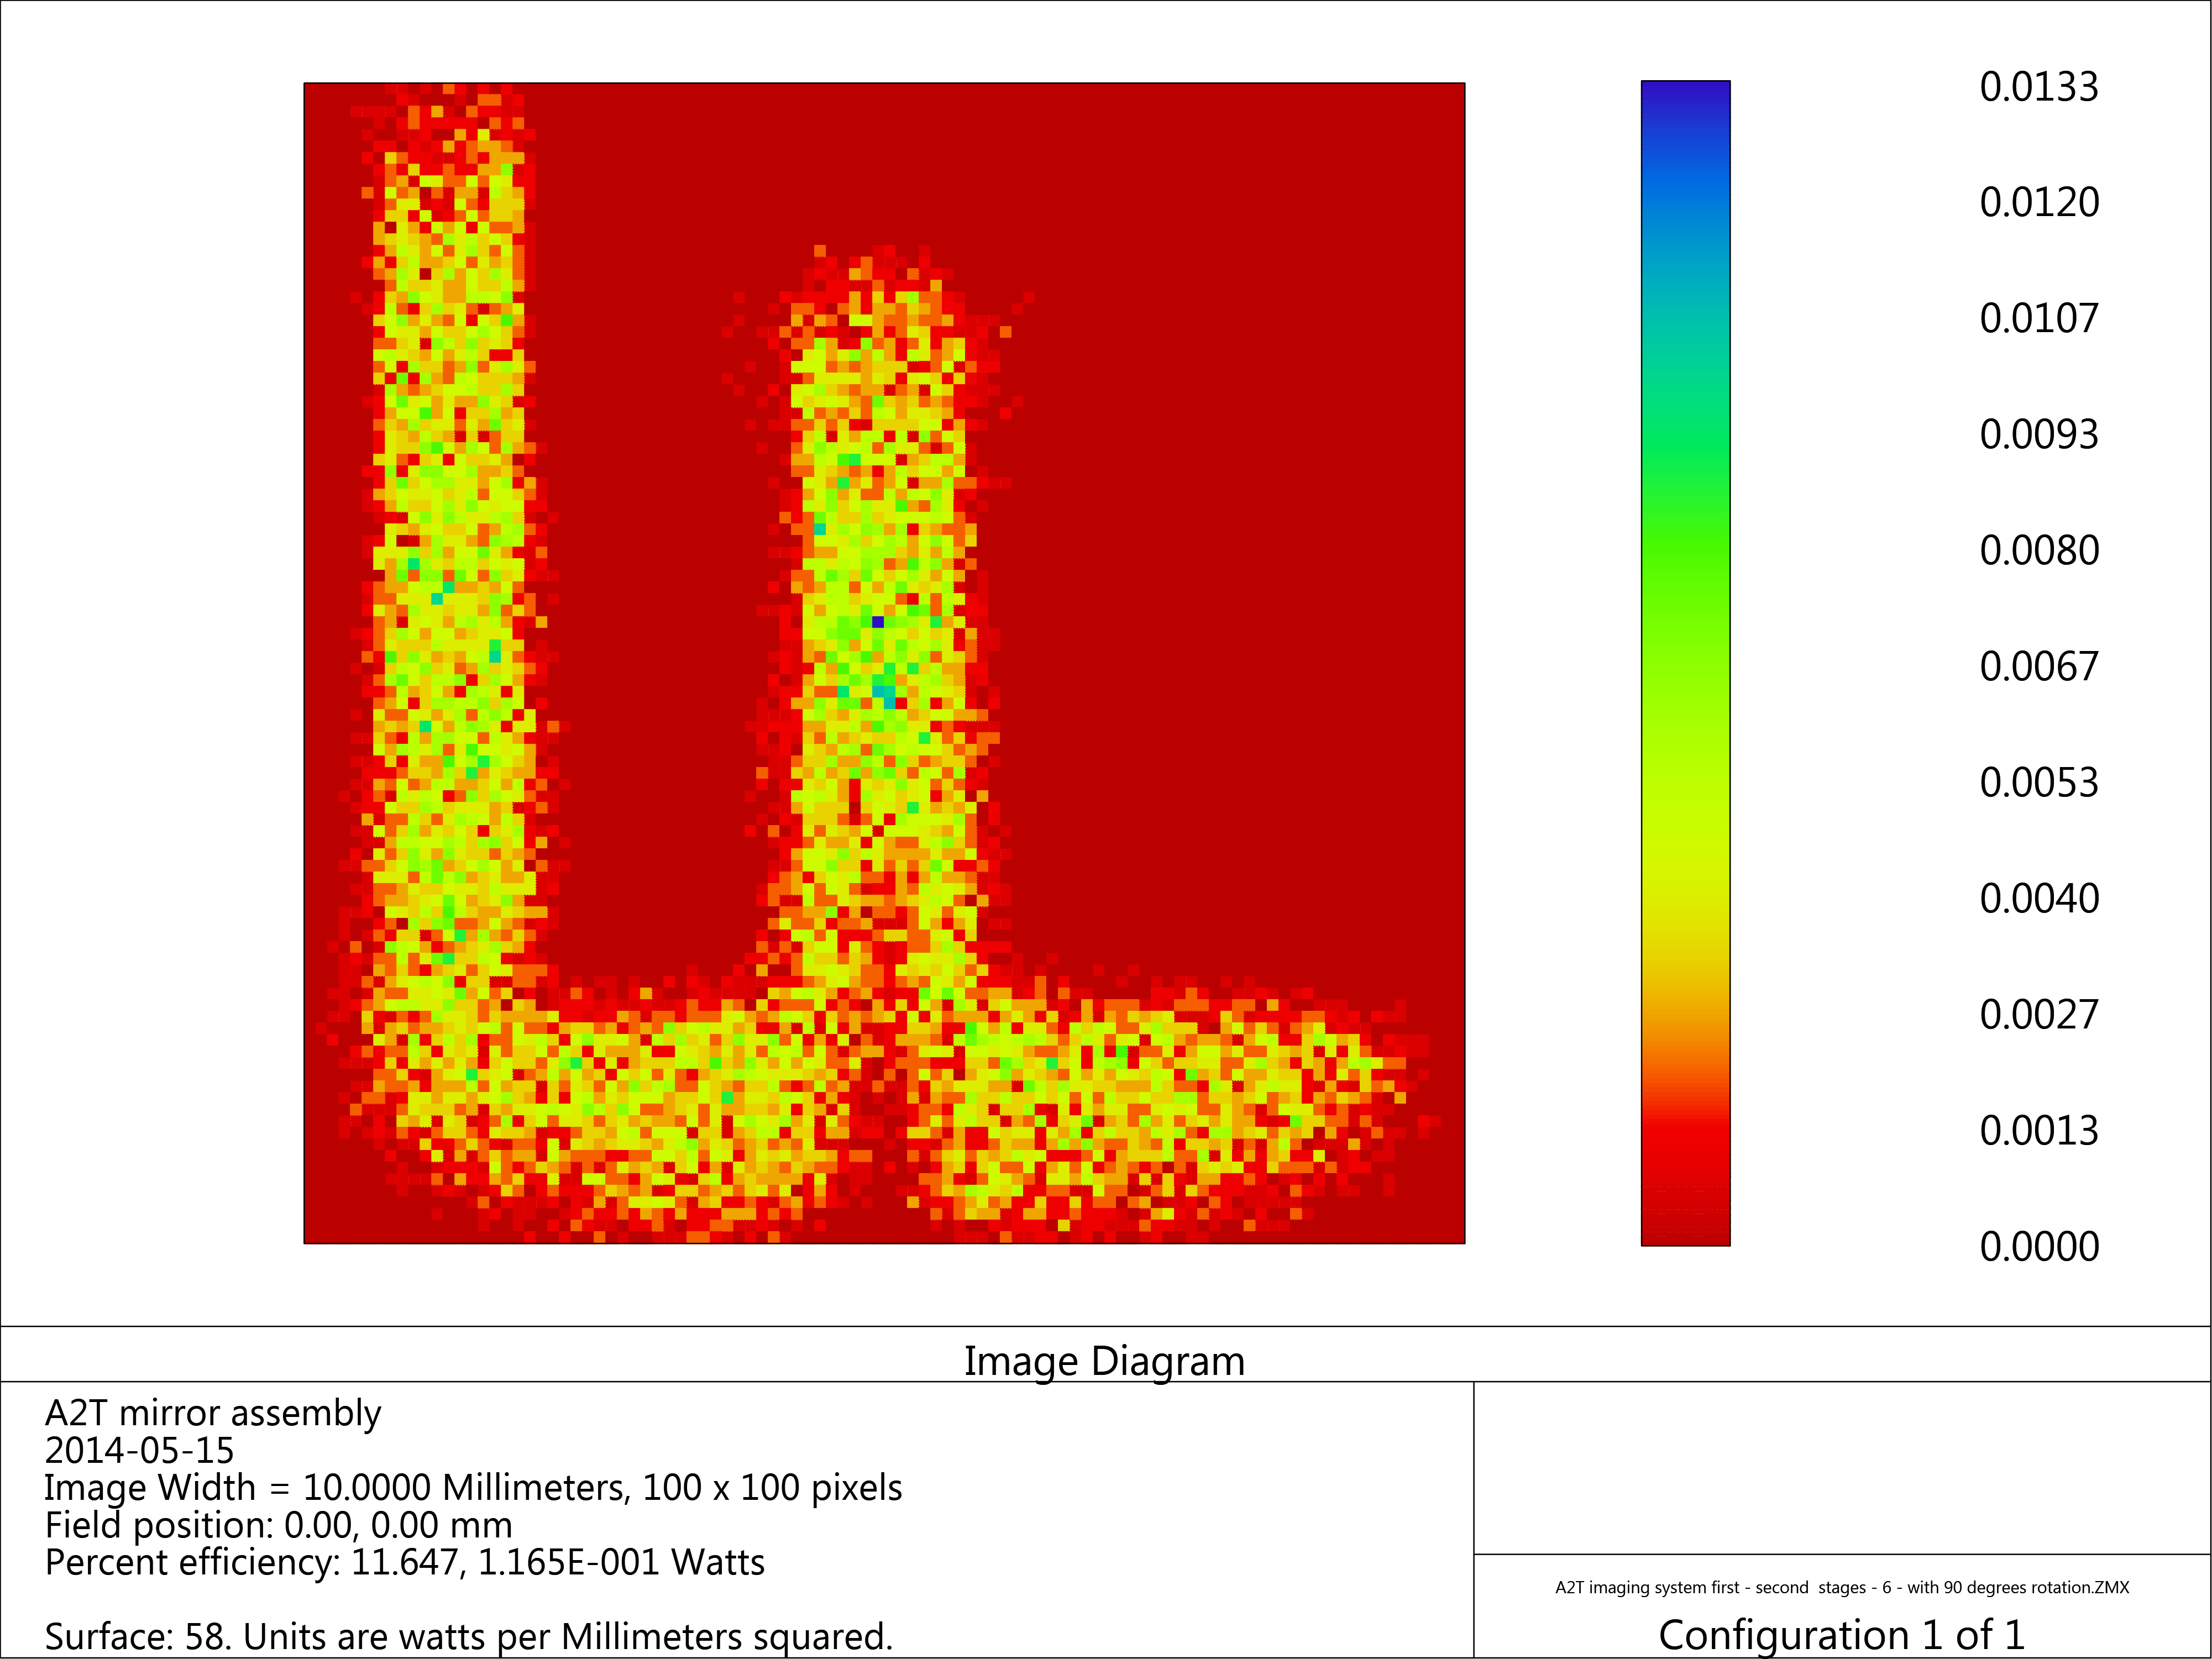 0.0133
0.0120
0.0107
0.0093
0.0080
0.0067
0.0053
0.0040
0.0027
0.0013
0.0000
Image Diagram
A2T mirror assembly
2014-05-15
Image Width = 10.0000 Millimeters, 100 x 100 pixels
Field position: 0.00, 0.00 mm
Percent efficiency: 11.647, 1.165E-001 Watts
Surface: 58. Units are watts per Millimeters squared.
A2T imaging system first - second  stages - 6 - with 90 degrees rotation.ZMX
Configuration 1 of 1